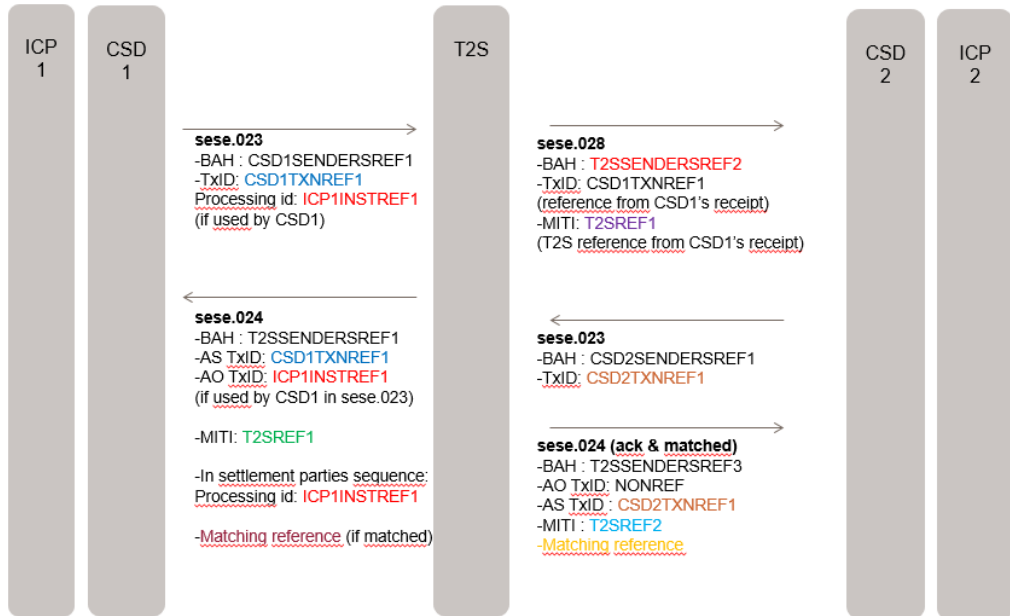 ICP
1
CSD
1
T2S
CSD
2
ICP
2
sese.023
-BAH : CSD1SENDERSREF1
-TxID: CSD1TXNREF1
Processing id: ICP1INSTREF1
(if used by CSD1)
sese.028
-BAH : T2SSENDERSREF2
-TxID: CSD1TXNREF1
(reference from CSD1's receipt)
-MITI: T2SREF1
(T2S reference from CSD1's receipt)
sese.024
-BAH : T2SSENDERSREF1
-AS TxID: CSD1TXNREF1
-AO TxID: ICP1INSTREF1
(if used by CSD1 in sese.023)
-MITI: T2SREF1
-In settlement parties sequence:
Processing id: ICP1INSTREF1
-Matching reference (if matched)
sese.023
-BAH : CSD2SENDERSREF1
-TxID: CSD2TXNREF1
sese.024 (ack & matched)
-BAH : T2SSENDERSREF3
-AO TxID: NONREF
-AS TxID : CSD2TXNREF1
-MITI : T2SREF2
-Matching reference